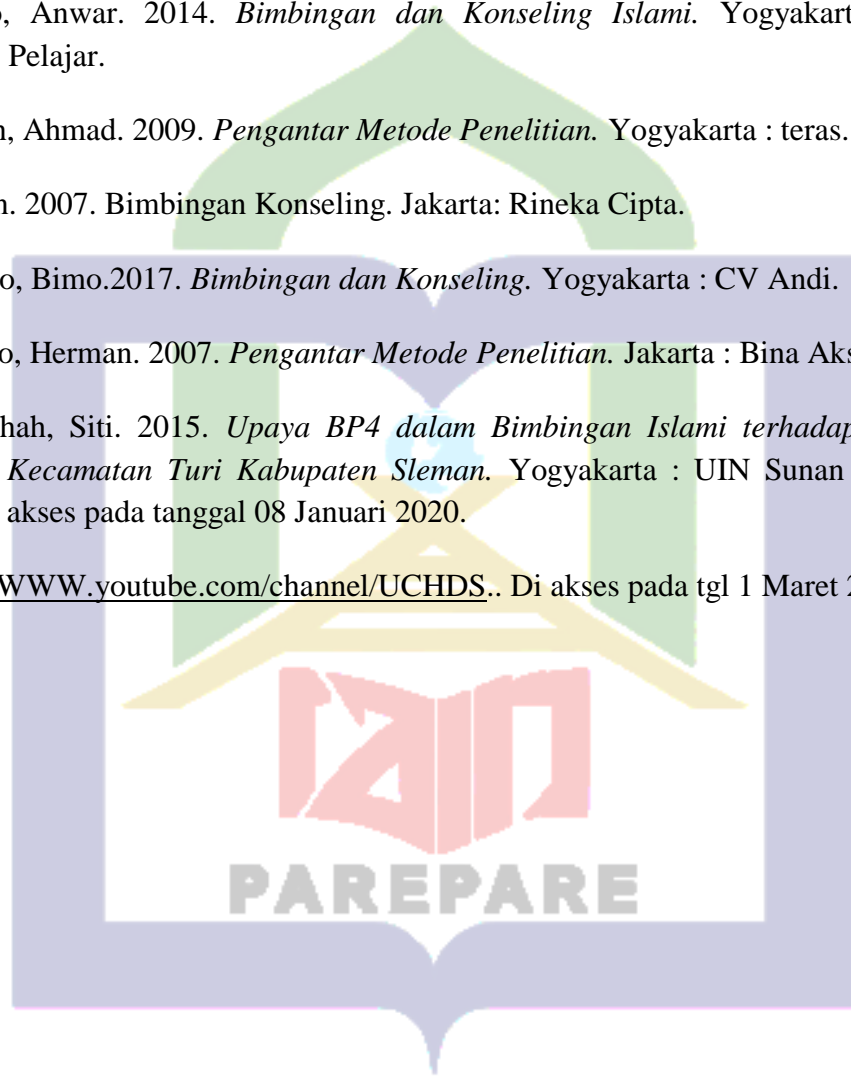 o, Anwar. 2014. Bimbingan dan Konseling Islami. Yogyakart
Pelajar.
n, Ahmad. 2009. Pengantar Metode Penelitian. Yogyakarta : teras.
n. 2007. Bimbingan Konseling. Jakarta: Rineka Cipta.
o, Bimo.2017. Bimbingan dan Konseling. Yogyakarta : CV Andi.
o, Herman. 2007. Pengantar Metode Penelitian. Jakarta : Bina Aks
hah, Siti. 2015. Upaya BP4 dalam Bimbingan Islami terhadap
Kecamatan Turi Kabupaten Sleman. Yogyakarta : UIN Sunan
akses pada tanggal 08 Januari 2020.
WWW.youtube.com/channel/UCHDS.. Di akses pada tgl 1 Maret 2
iain
PAREPARE